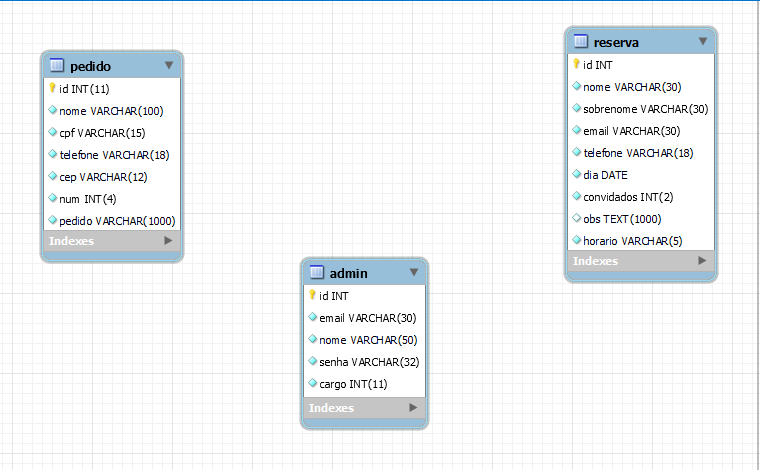 pedido
id INT(11)
nome VARCHAR(100)
cpf VARCHAR(15)
telefone VARCHAR(18)
cep VARCHAR(12)
num INT(4)
pedido VARCHAR(1000)
Indexes
admin
id INT
email VARCHAR(30)
nome VARCHAR(50)
senha VARCHAR(32)
cargo INT(11)
Indexes
reserva
id INT
nome VARCHAR(30)
sobrenome VARCHAR(30)
email VARCHAR(30)
telefone VARCHAR(18)
dia DATE
convidados INT(2)
obs TEXT(1000)
horario VARCHAR(5)
Indexes